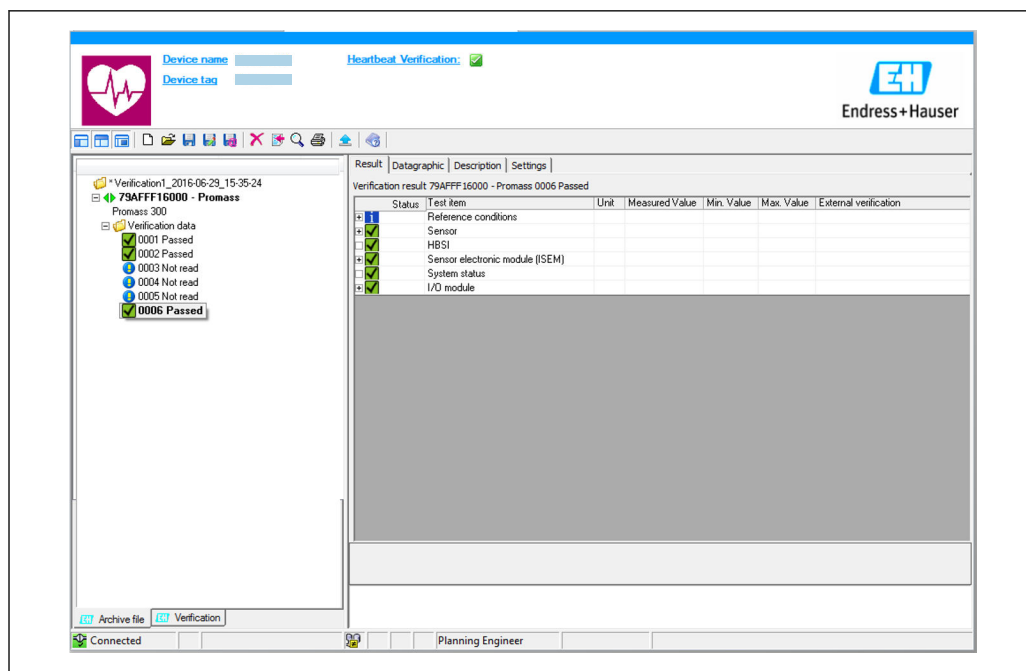 Device name
Heartbeat Verification:
Device tag
EH
Endress+Hauser
Result Datagraphic Description Settings
* Verification1_2016-06-29_15-35-24
Verification result 79AFFF16000 - Promass 0006 Passed
79AFFF16000 - Promass
Promass 300
Verification data
0001 Passed
0002 Passed
0003 Not read
0004 Not read
0005 Not read
0006 Passed
Status Test item Unit Measured Value Min. Value Max. Value External verification
Reference conditions
Sensor
HBSI
Sensor electronic module (ISEM)
System status
I/O module
Archive file Verification
Connected Planning Engineer